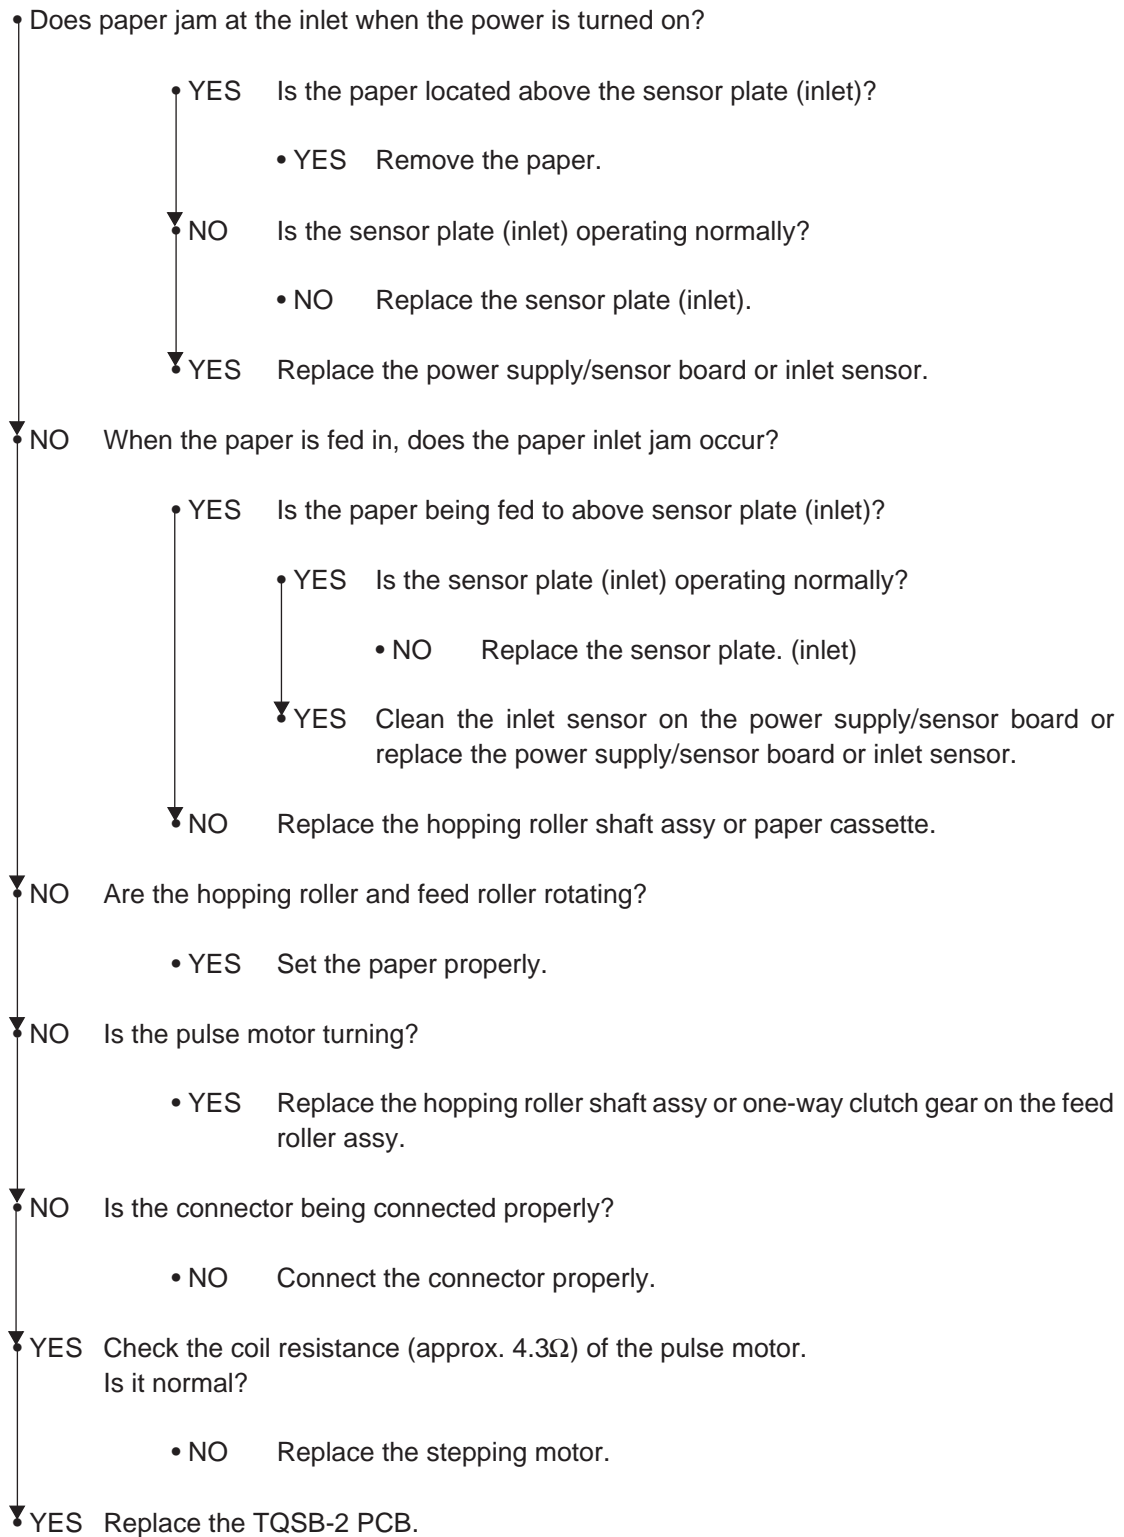 • Does paper jam at the inlet when the power is turned on?
• YES Is the paper located above the sensor plate (inlet)?
• YES Remove the paper.
• NO Is the sensor plate (inlet) operating normally?
• NO Replace the sensor plate (inlet).
• YES Replace the power supply/sensor board or inlet sensor.
• NO When the paper is fed in, does the paper inlet jam occur?
• YES Is the paper being fed to above sensor plate (inlet)?
• YES Is the sensor plate (inlet) operating normally?
• NO Replace the sensor plate. (inlet)
• YES Clean the inlet sensor on the power supply/sensor board or
replace the power supply/sensor board or inlet sensor.
• NO Replace the hopping roller shaft assy or paper cassette.
• NO Are the hopping roller and feed roller rotating?
• YES Set the paper properly.
• NO Is the pulse motor turning?
• YES Replace the hopping roller shaft assy or one-way clutch gear on the feed
roller assy.
• NO Is the connector being connected properly?
• NO Connect the connector properly.
• YES Check the coil resistance (approx. 4.3Ω) of the pulse motor.
Is it normal?
• NO Replace the stepping motor.
• YES Replace the TQSB-2 PCB.